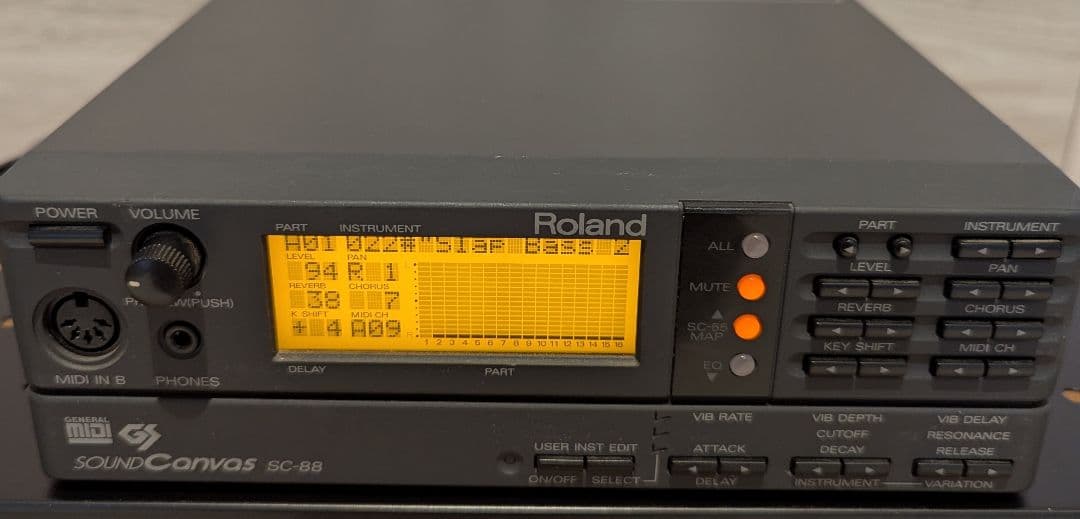 POWER VOLUME
PREVIEW(PUSH)
MIDI IN B PHONES
PART INSTRUMENT
Roland
A01 022# "Slap Bass 2
LEVEL PAN
94 R 1
REVERB CHORUS
38 7
K SHIFT MIDI CH
+ 4 A09
R
1 2 3 4 5 6 7 8 9 10 11 12 13 14 15 16
DELAY PART
ALL
MUTE
SC-55
MAP
EQ
PART INSTRUMENT
LEVEL PAN
REVERB CHORUS
KEY SHIFT MIDI CH
GENERAL
MIDI GS
SOUND Canvas SC-88
USER INST EDIT
ON/OFF SELECT
VIB RATE VIB DEPTH VIB DELAY
CUTOFF RESONANCE
ATTACK DECAY RELEASE
DELAY INSTRUMENT VARIATION